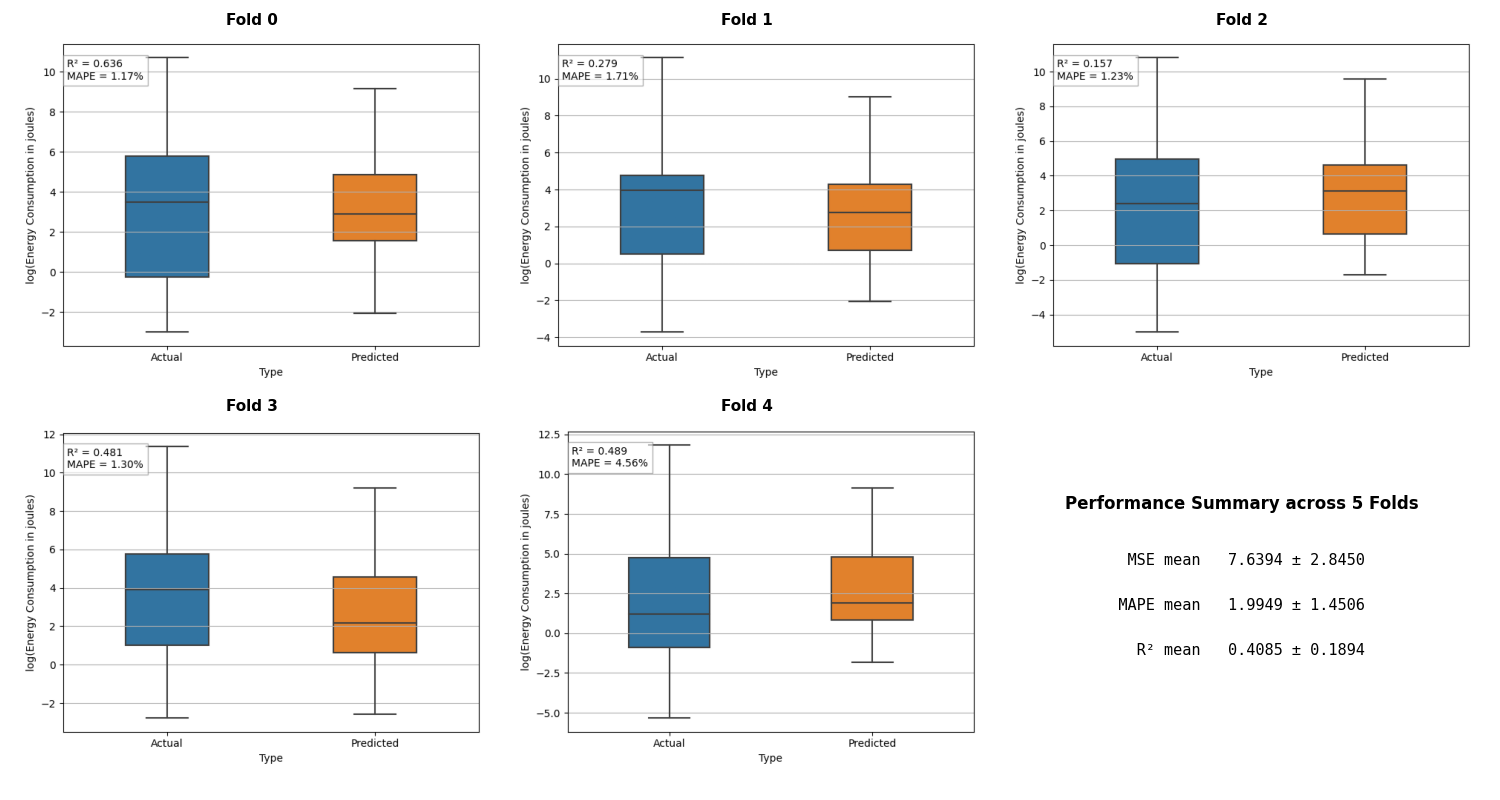 Fold 0
R² = 0.636
MAPE = 1.17%
10
8
6
4
2
0
−2
log(Energy Consumption in joules)
Actual
Predicted
Type
Fold 1
R² = 0.279
MAPE = 1.71%
10
8
6
4
2
0
−2
−4
log(Energy Consumption in joules)
Actual
Predicted
Type
Fold 2
R² = 0.157
MAPE = 1.23%
10
8
6
4
2
0
−2
−4
log(Energy Consumption in joules)
Actual
Predicted
Type
Fold 3
R² = 0.481
MAPE = 1.30%
12
10
8
6
4
2
0
−2
log(Energy Consumption in joules)
Actual
Predicted
Type
Fold 4
R² = 0.489
MAPE = 4.56%
12.5
10.0
7.5
5.0
2.5
0.0
−2.5
−5.0
log(Energy Consumption in joules)
Actual
Predicted
Type
Performance Summary across 5 Folds
MSE mean 7.6394 ± 2.8450
MAPE mean 1.9949 ± 1.4506
R² mean 0.4085 ± 0.1894